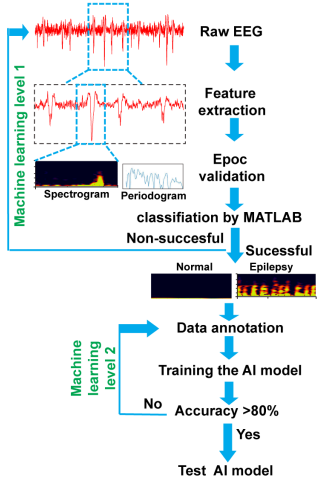 Raw EEG
Feature
extraction
Epoc
validation
Spectrogram
Periodogram
classifiation by MATLAB
Non-succesful
Sucessful
Machine learning level 1
Normal
Epilepsy
Data annotation
Training the AI model
Machine
learning
level 2
No
Accuracy >80%
Yes
Test AI model